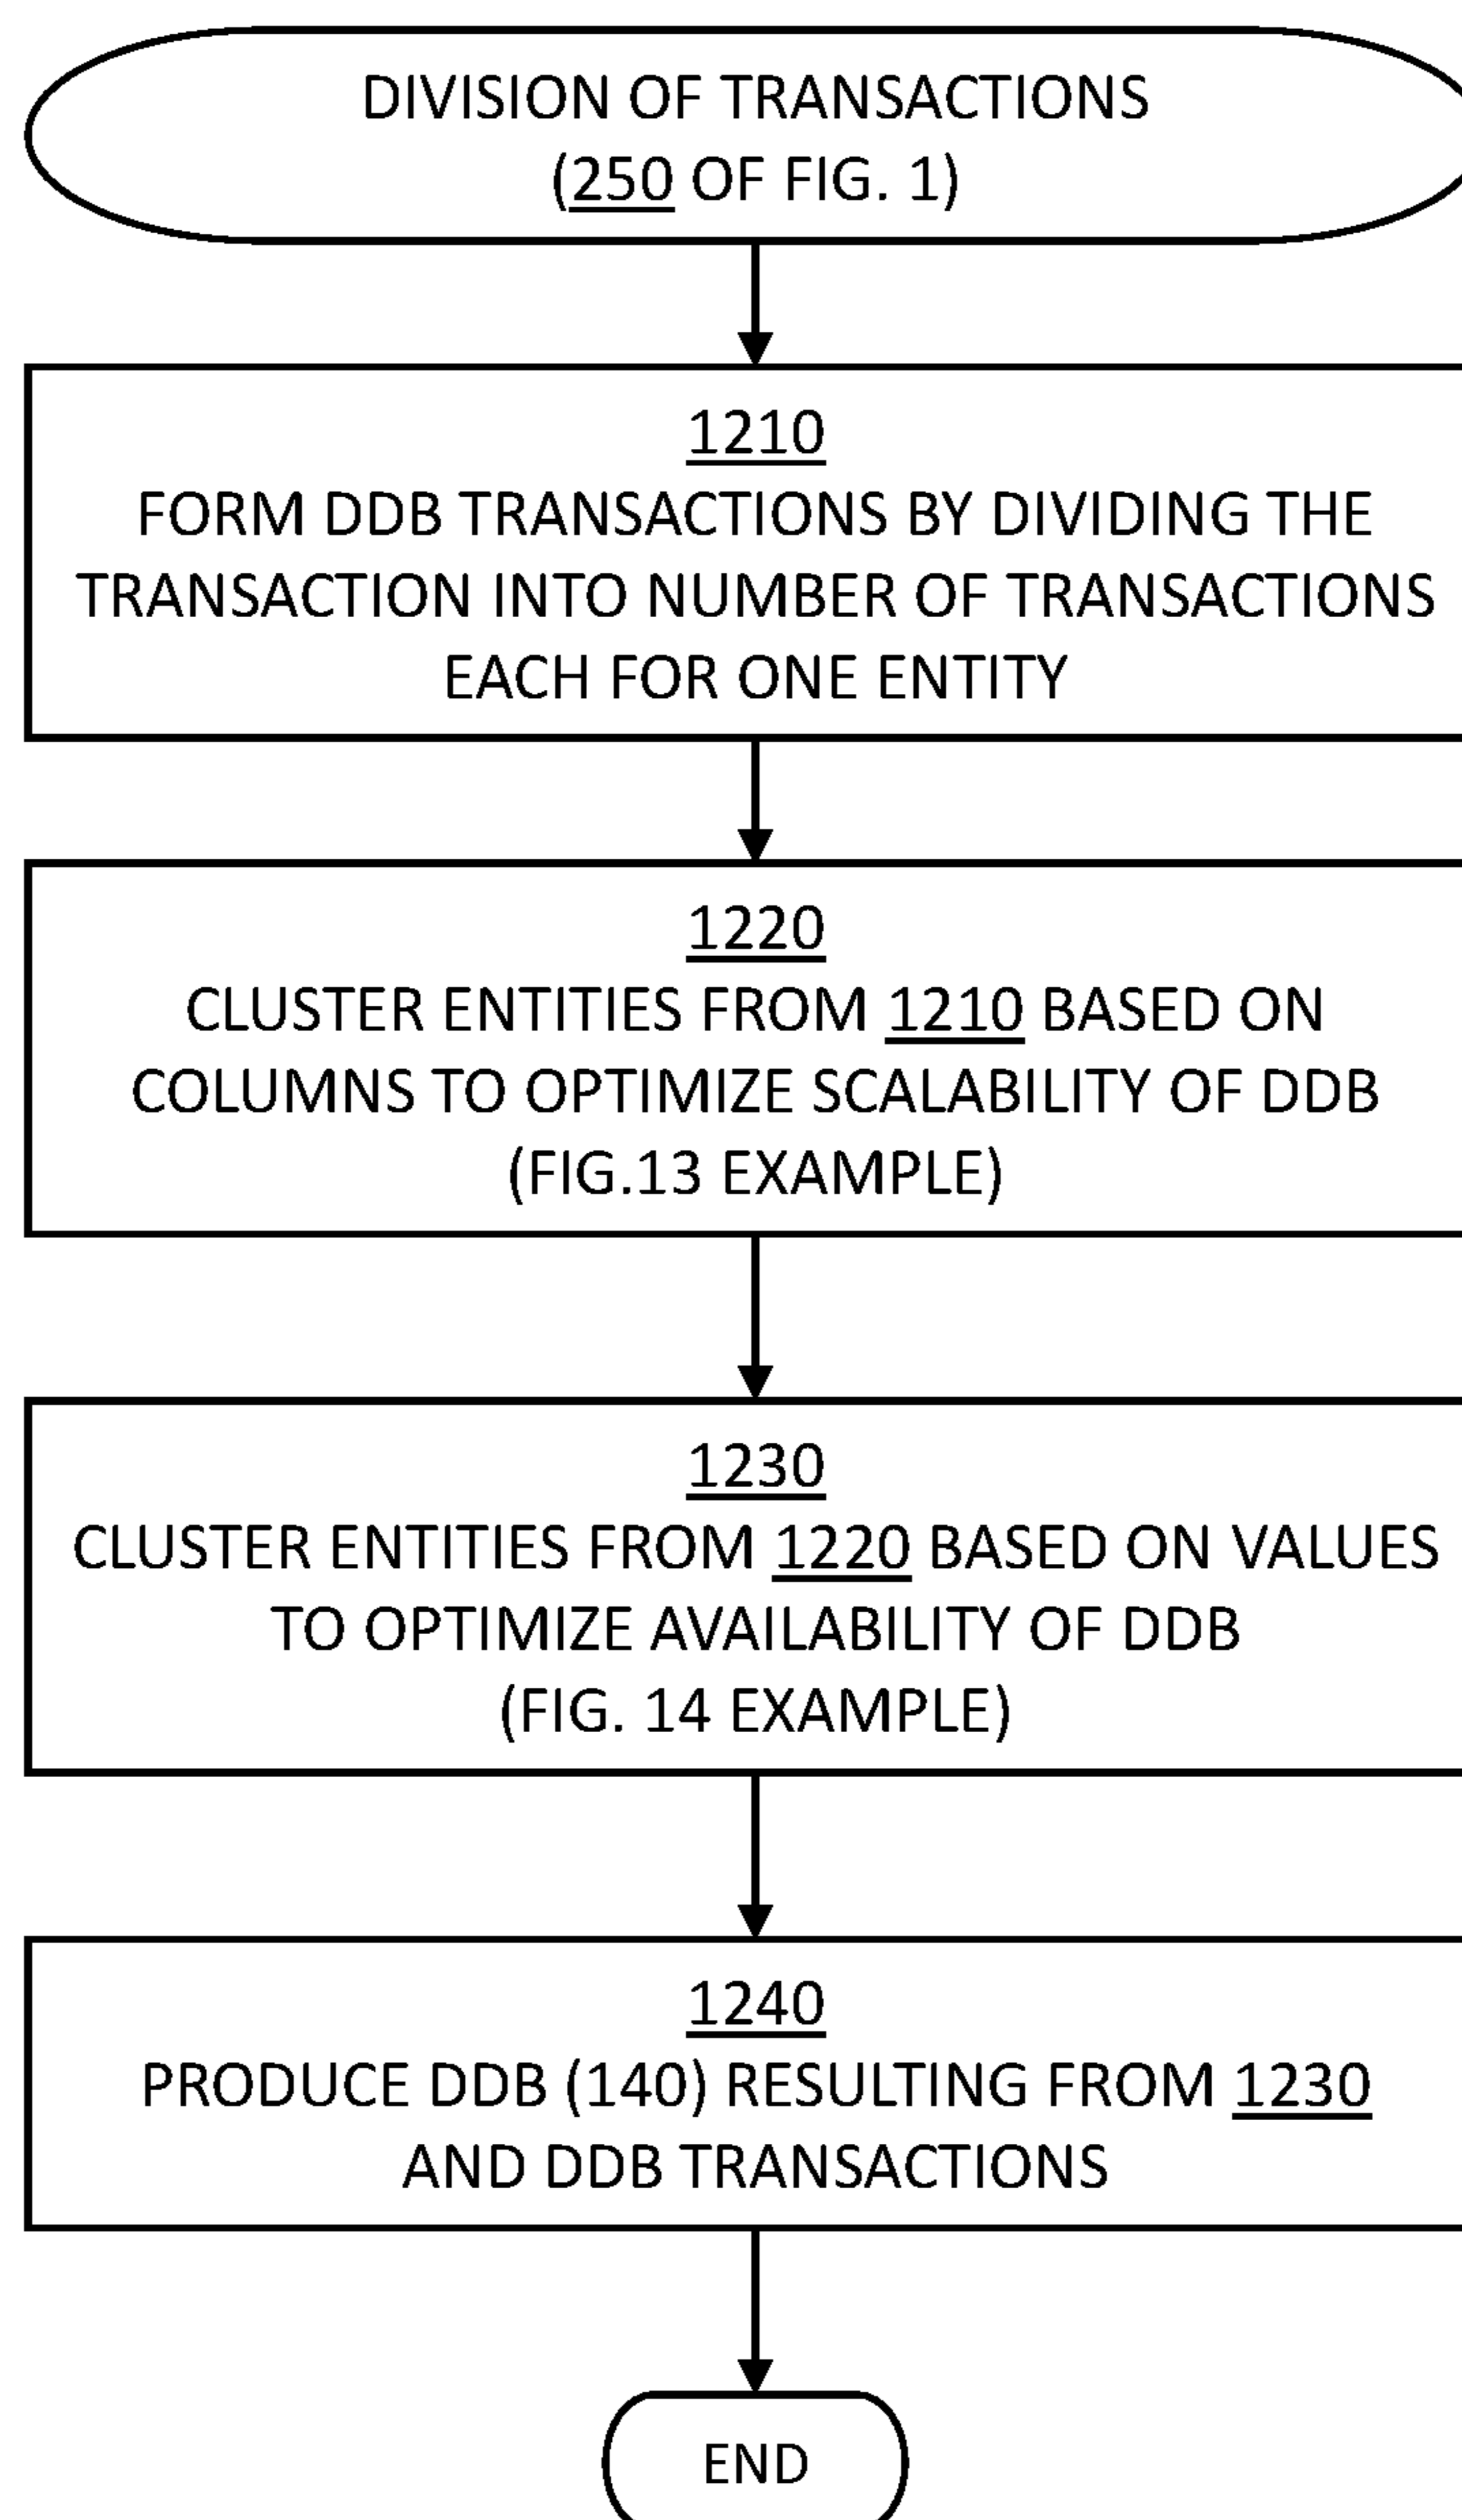 DIVISION OF TRANSACTIONS
(250 OF FIG. 1)
1210
FORM DDB TRANSACTIONS BY DIVIDING THE
TRANSACTION INTO NUMBER OF TRANSACTIONS
EACH FOR ONE ENTITY
1220
CLUSTER ENTITIES FROM 1210 BASED ON
COLUMNS TO OPTIMIZE SCALABILITY OF DDB
(FIG.13 EXAMPLE)
1230
CLUSTER ENTITIES FROM 1220 BASED ON VALUES
TO OPTIMIZE AVAILABILITY OF DDB
(FIG. 14 EXAMPLE)
1240
PRODUCE DDB (140) RESULTING FROM 1230
AND DDB TRANSACTIONS
END